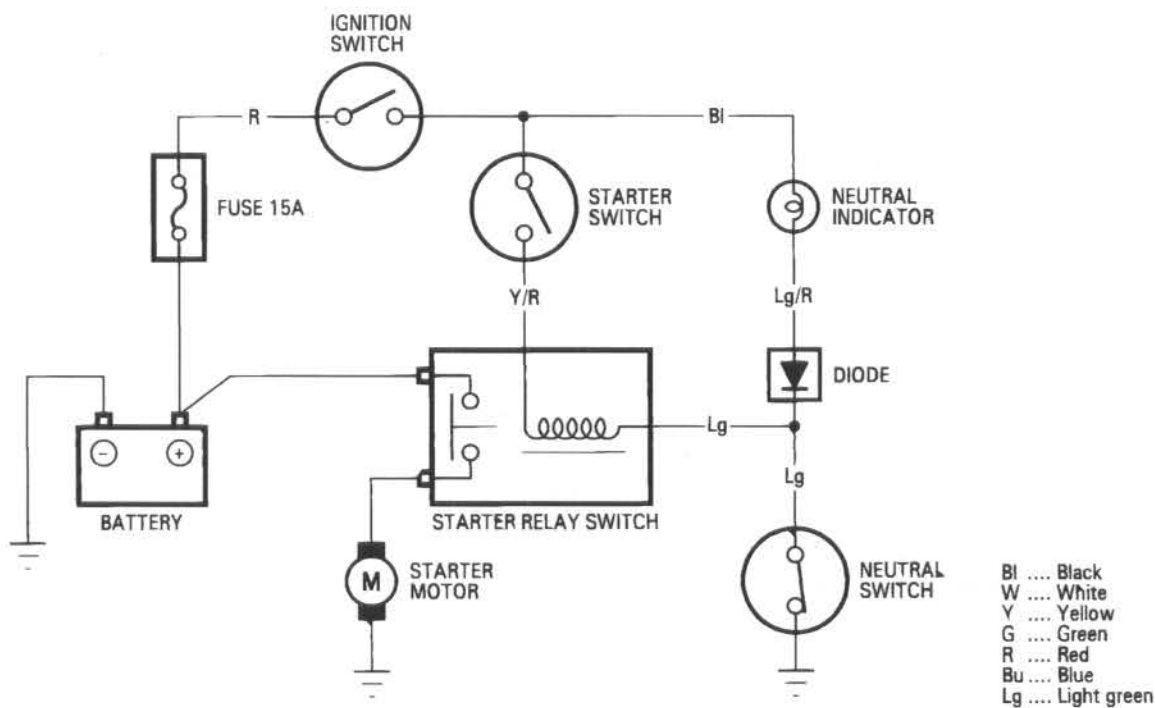 IGNITION
SWITCH
R
Bl
FUSE 15A
STARTER
SWITCH
NEUTRAL
INDICATOR
Y/R
Lg/R
DIODE
Lg
Lg
- +
BATTERY
STARTER RELAY SWITCH
M
STARTER
MOTOR
NEUTRAL
SWITCH
Bl .... Black
W .... White
Y .... Yellow
G .... Green
R .... Red
Bu .... Blue
Lg .... Light green